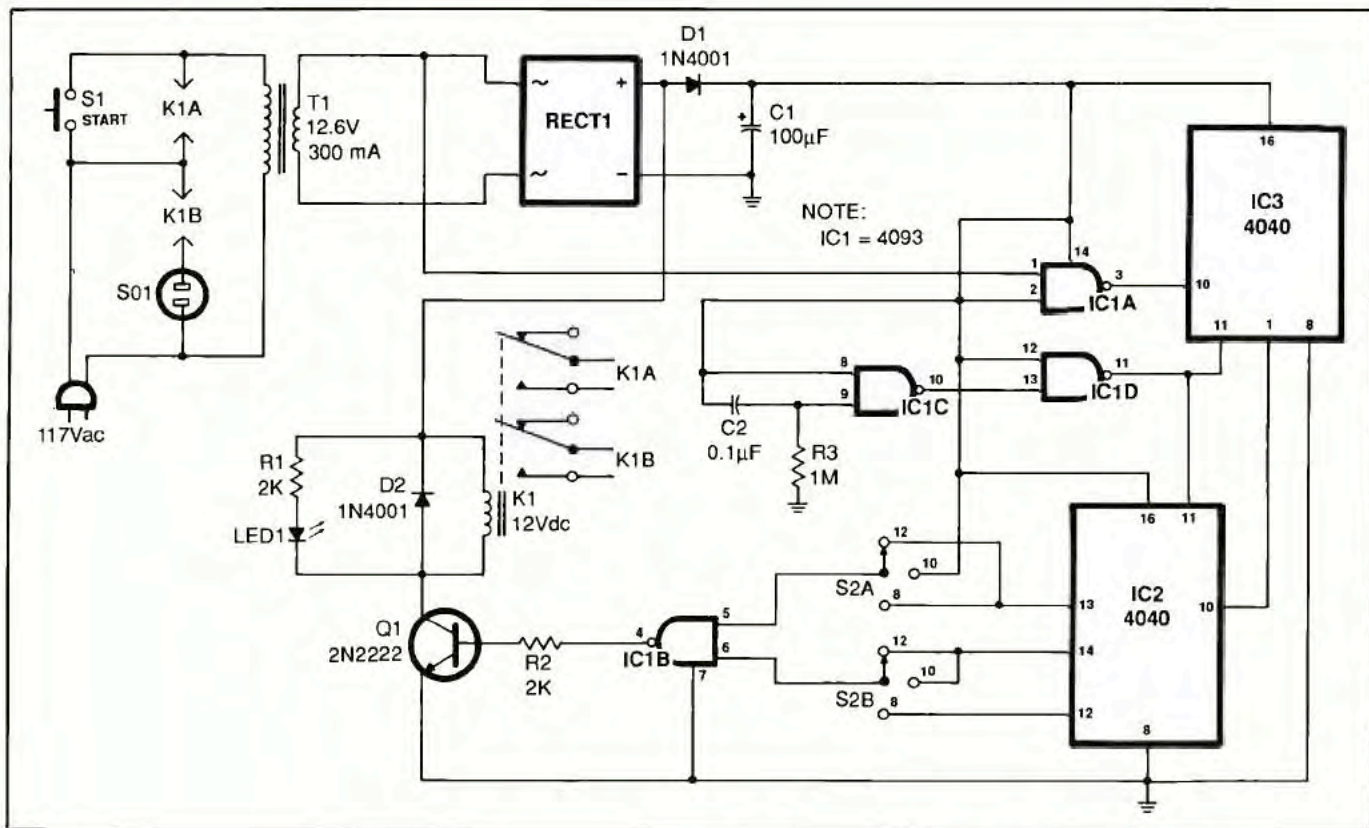 D1
1N4001
S1
START
K1A
T1
12.6V
300 mA
~
~
RECT1
+
−
+
C1
100µF
K1B
SO1
117Vac
NOTE:
IC1 = 4093
16
IC3
4040
10
11
1
8
1
2
14
3
IC1A
12
13
11
IC1D
8
9
10
IC1C
C2
0.1µF
R3
1M
K1A
K1B
R1
2K
LED1
D2
1N4001
K1
12Vdc
Q1
2N2222
R2
2K
4
IC1B
5
6
7
12
S2A
10
8
12
S2B
10
8
16
11
IC2
4040
13
14
12
10
8